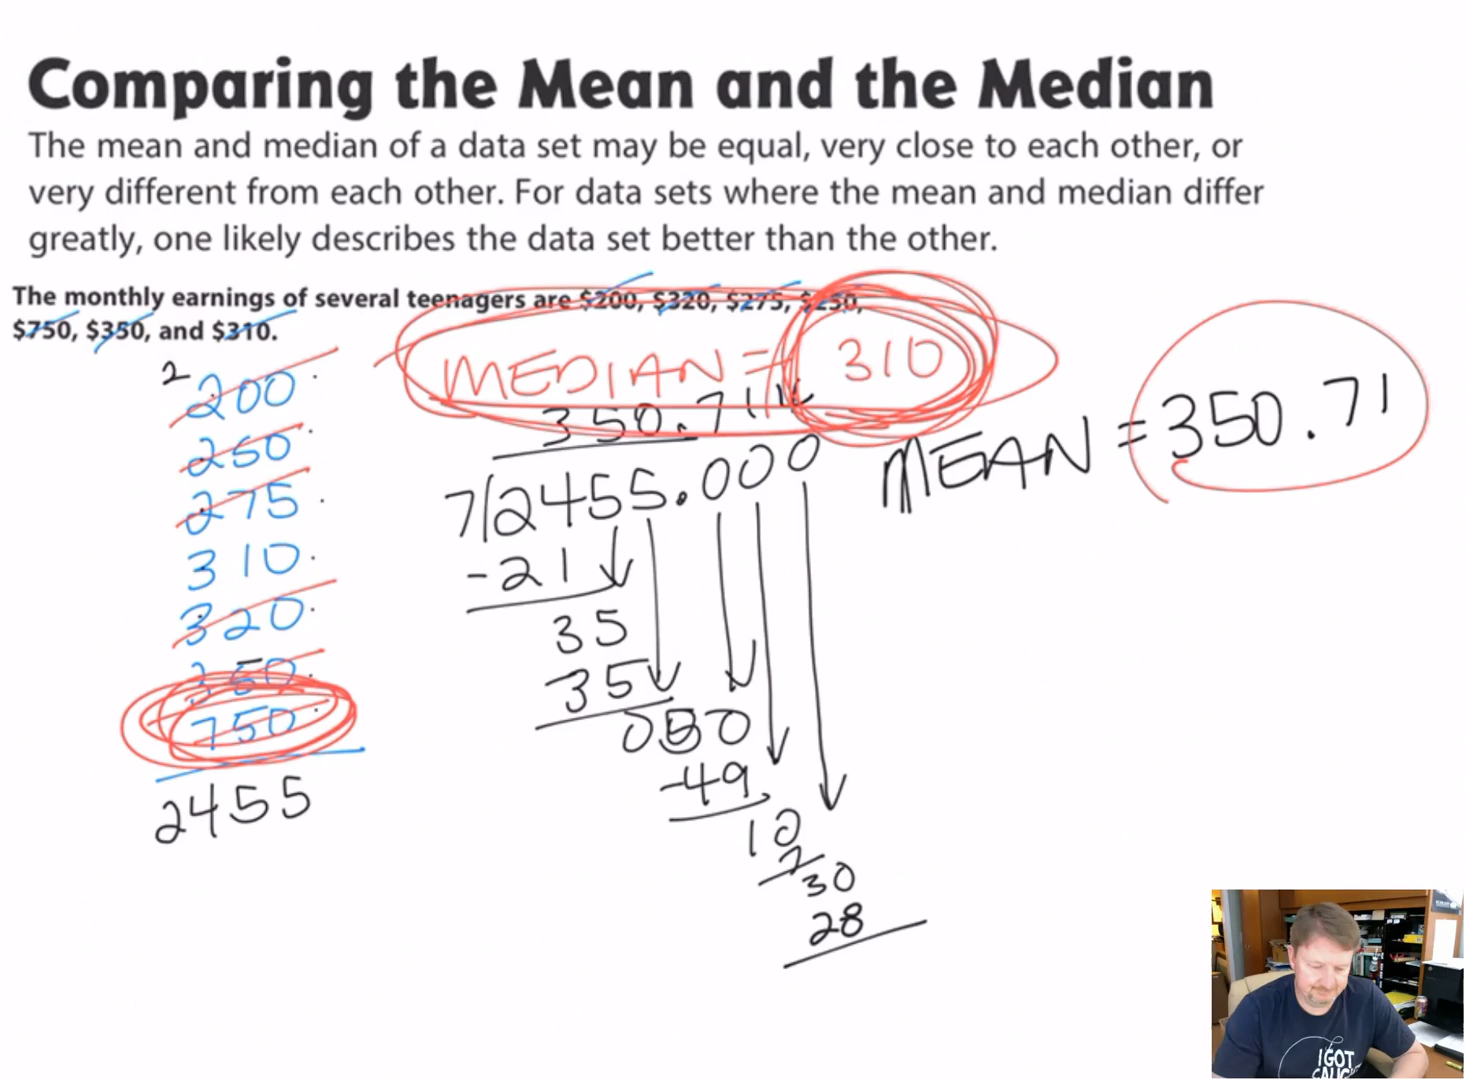 Comparing the Mean and the Median
The mean and median of a data set may be equal, very close to each other, or
very different from each other. For data sets where the mean and median differ
greatly, one likely describes the data set better than the other.
The monthly earnings of several teenagers are $200, $320, $275, $250,
$750, $350, and $310.
MEDIAN = 310
MEAN = 350.71
2
200
250
275
310
320
350
750
2455
350.71
7 2455.000
-21
35
35
050
-49
10
7
30
28
I GOT